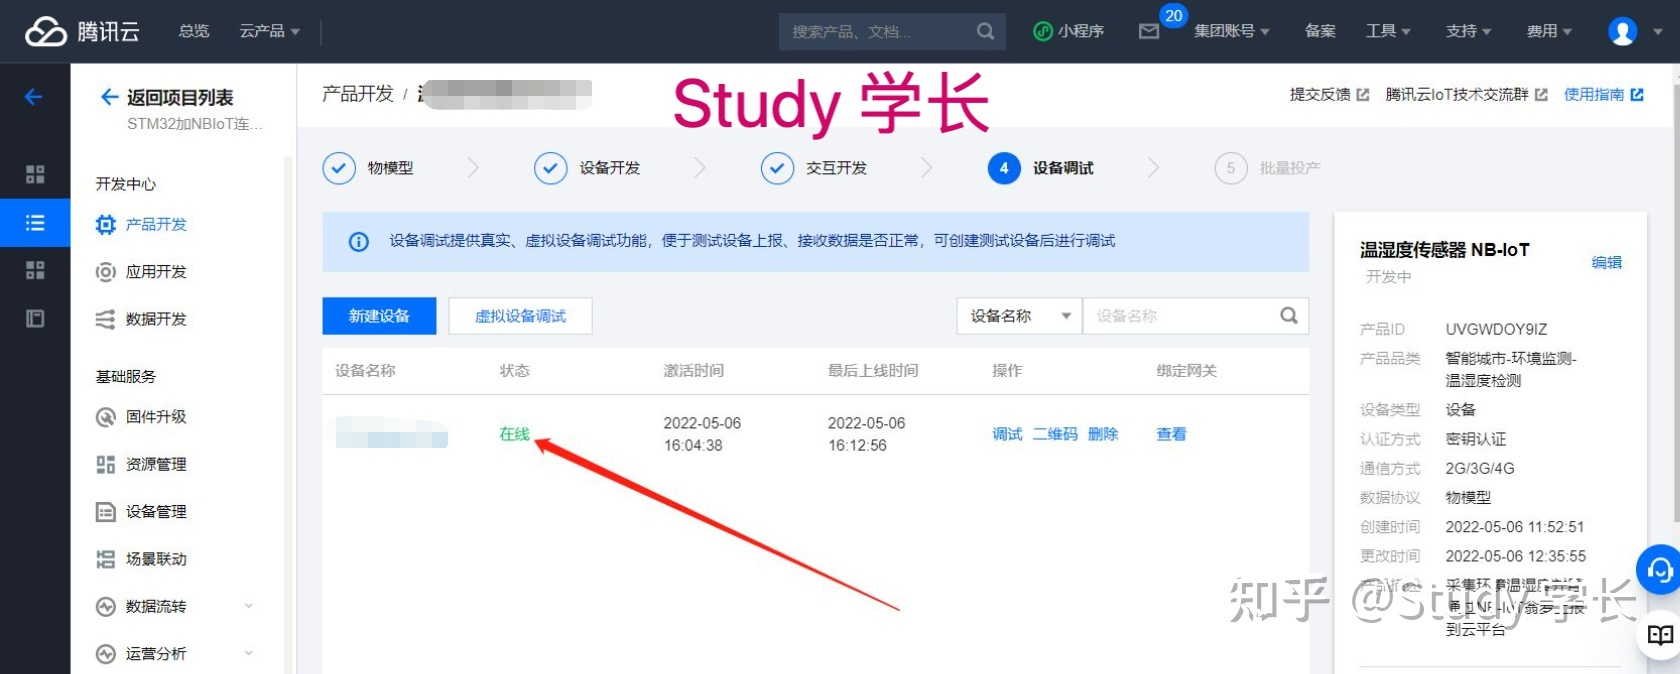 腾讯云 总览 云产品 搜索产品、文档... 小程序 20 集团账号 备案 工具 支持 费用
返回项目列表
STM32加NBIoT连...
产品开发 /
Study 学长
提交反馈 腾讯云IoT技术交流群 使用指南
开发中心
产品开发
应用开发
数据开发
基础服务
固件升级
资源管理
设备管理
场景联动
数据流转
运营分析
物模型 设备开发 交互开发 4 设备调试 5 批量投产
设备调试提供真实、虚拟设备调试功能，便于测试设备上报、接收数据是否正常，可创建测试设备后进行调试
新建设备 虚拟设备调试 设备名称 设备名称
设备名称 状态 激活时间 最后上线时间 操作 绑定网关
在线 2022-05-06 2022-05-06 调试 二维码 删除 查看
16:04:38 16:12:56
温湿度传感器 NB-IoT
编辑
开发中
产品ID UVGWDOY9IZ
产品品类 智能城市-环境监测-
温湿度检测
设备类型 设备
认证方式 密钥认证
通信方式 2G/3G/4G
数据协议 物模型
创建时间 2022-05-06 11:52:51
更改时间 2022-05-06 12:35:55
采集环境温湿度并
通过NB-IoT 上报
到云平台
知乎 @Study学长